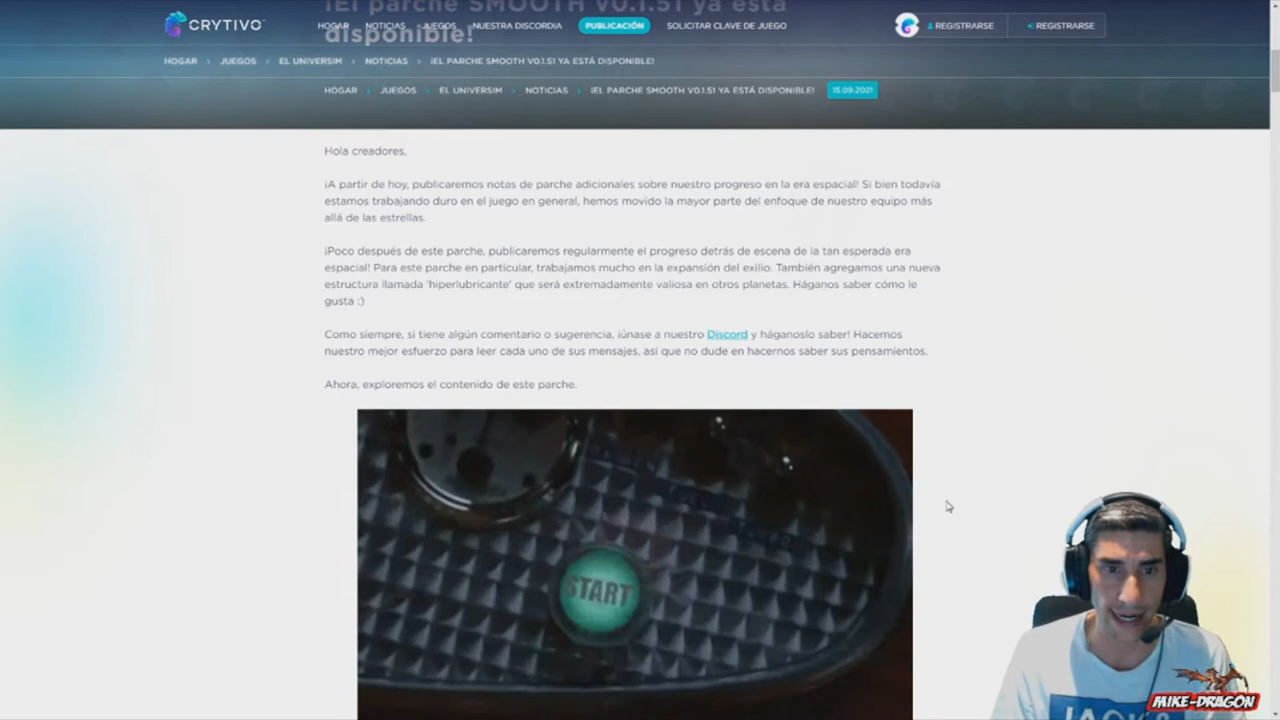 ¡El parche SMOOTH V0.1.51 ya está
disponible!
CRYTIVO
HOGAR NOTICIAS JUEGOS NUESTRA DISCORDIA PUBLICACIÓN SOLICITAR CLAVE DE JUEGO REGISTRARSE REGISTRARSE
HOGAR > JUEGOS > EL UNIVERSIM > NOTICIAS > ¡EL PARCHE SMOOTH V0.1.51 YA ESTÁ DISPONIBLE!
HOGAR > JUEGOS > EL UNIVERSIM > NOTICIAS > ¡EL PARCHE SMOOTH V0.1.51 YA ESTÁ DISPONIBLE! 15.09.2021
Hola creadores,
¡A partir de hoy, publicaremos notas de parche adicionales sobre nuestro progreso en la era espacial! Si bien todavía
estamos trabajando duro en el juego en general, hemos movido la mayor parte del enfoque de nuestro equipo más
allá de las estrellas.
¡Poco después de este parche, publicaremos regularmente el progreso detrás de escena de la tan esperada era
espacial! Para este parche en particular, trabajamos mucho en la expansión del exilio. También agregamos una nueva
estructura llamada 'hiperlubricante' que será extremadamente valiosa en otros planetas. Háganos saber cómo le
gusta :)
Como siempre, si tiene algún comentario o sugerencia, ¡únase a nuestro Discord y háganoslo saber! Hacemos
nuestro mejor esfuerzo para leer cada uno de sus mensajes, así que no dude en hacernos saber sus pensamientos.
Ahora, exploremos el contenido de este parche.
START
MIKE-DRAGON